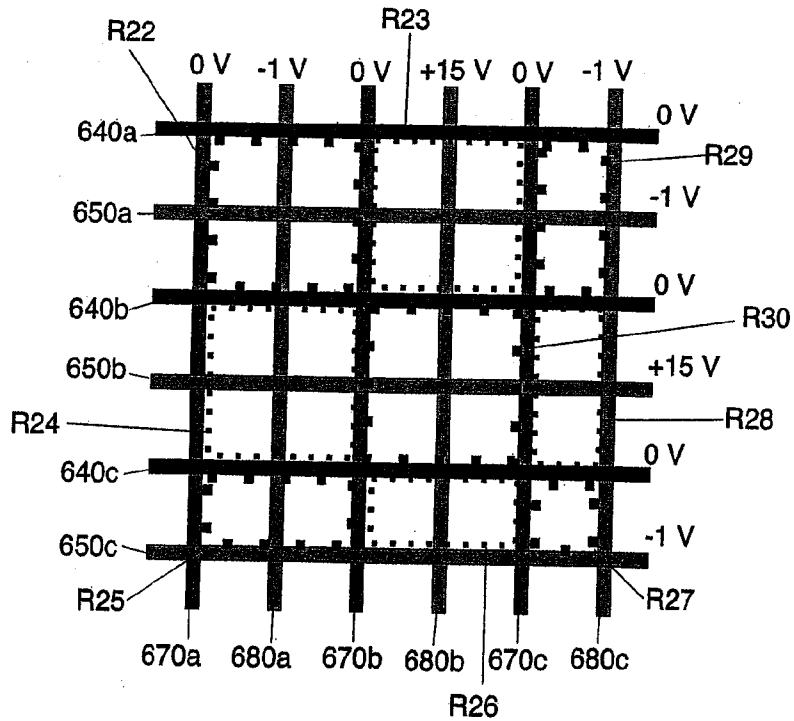 R22
R23
0 V
-1 V
0 V
+15 V
0 V
-1 V
640a
0 V
R29
650a
-1 V
640b
0 V
R30
650b
+15 V
R24
R28
640c
0 V
650c
-1 V
R25
R27
670a
680a
670b
680b
670c
680c
R26